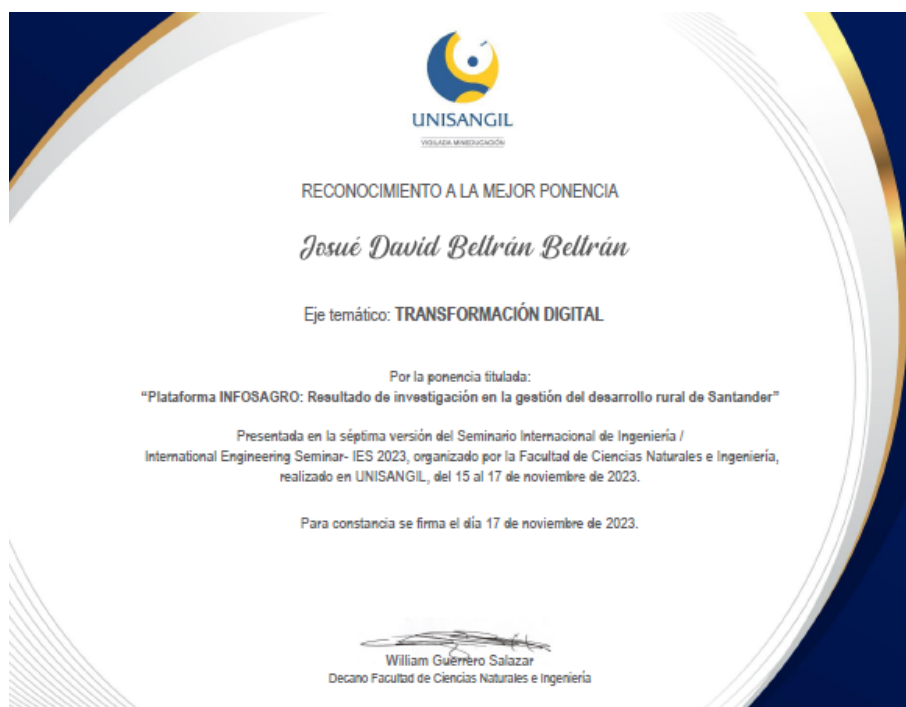 UNISANGIL
VIGILADA MINEDUCACIÓN
RECONOCIMIENTO A LA MEJOR PONENCIA
Josué David Beltrán Beltrán
Eje temático: TRANSFORMACIÓN DIGITAL
Por la ponencia titulada:
“Plataforma INFOSAGRO: Resultado de investigación en la gestión del desarrollo rural de Santander”
Presentada en la séptima versión del Seminario Internacional de Ingeniería /
International Engineering Seminar- IES 2023, organizado por la Facultad de Ciencias Naturales e Ingeniería,
realizado en UNISANGIL, del 15 al 17 de noviembre de 2023.
Para constancia se firma el día 17 de noviembre de 2023.
William Guerrero Salazar
Decano Facultad de Ciencias Naturales e Ingeniería